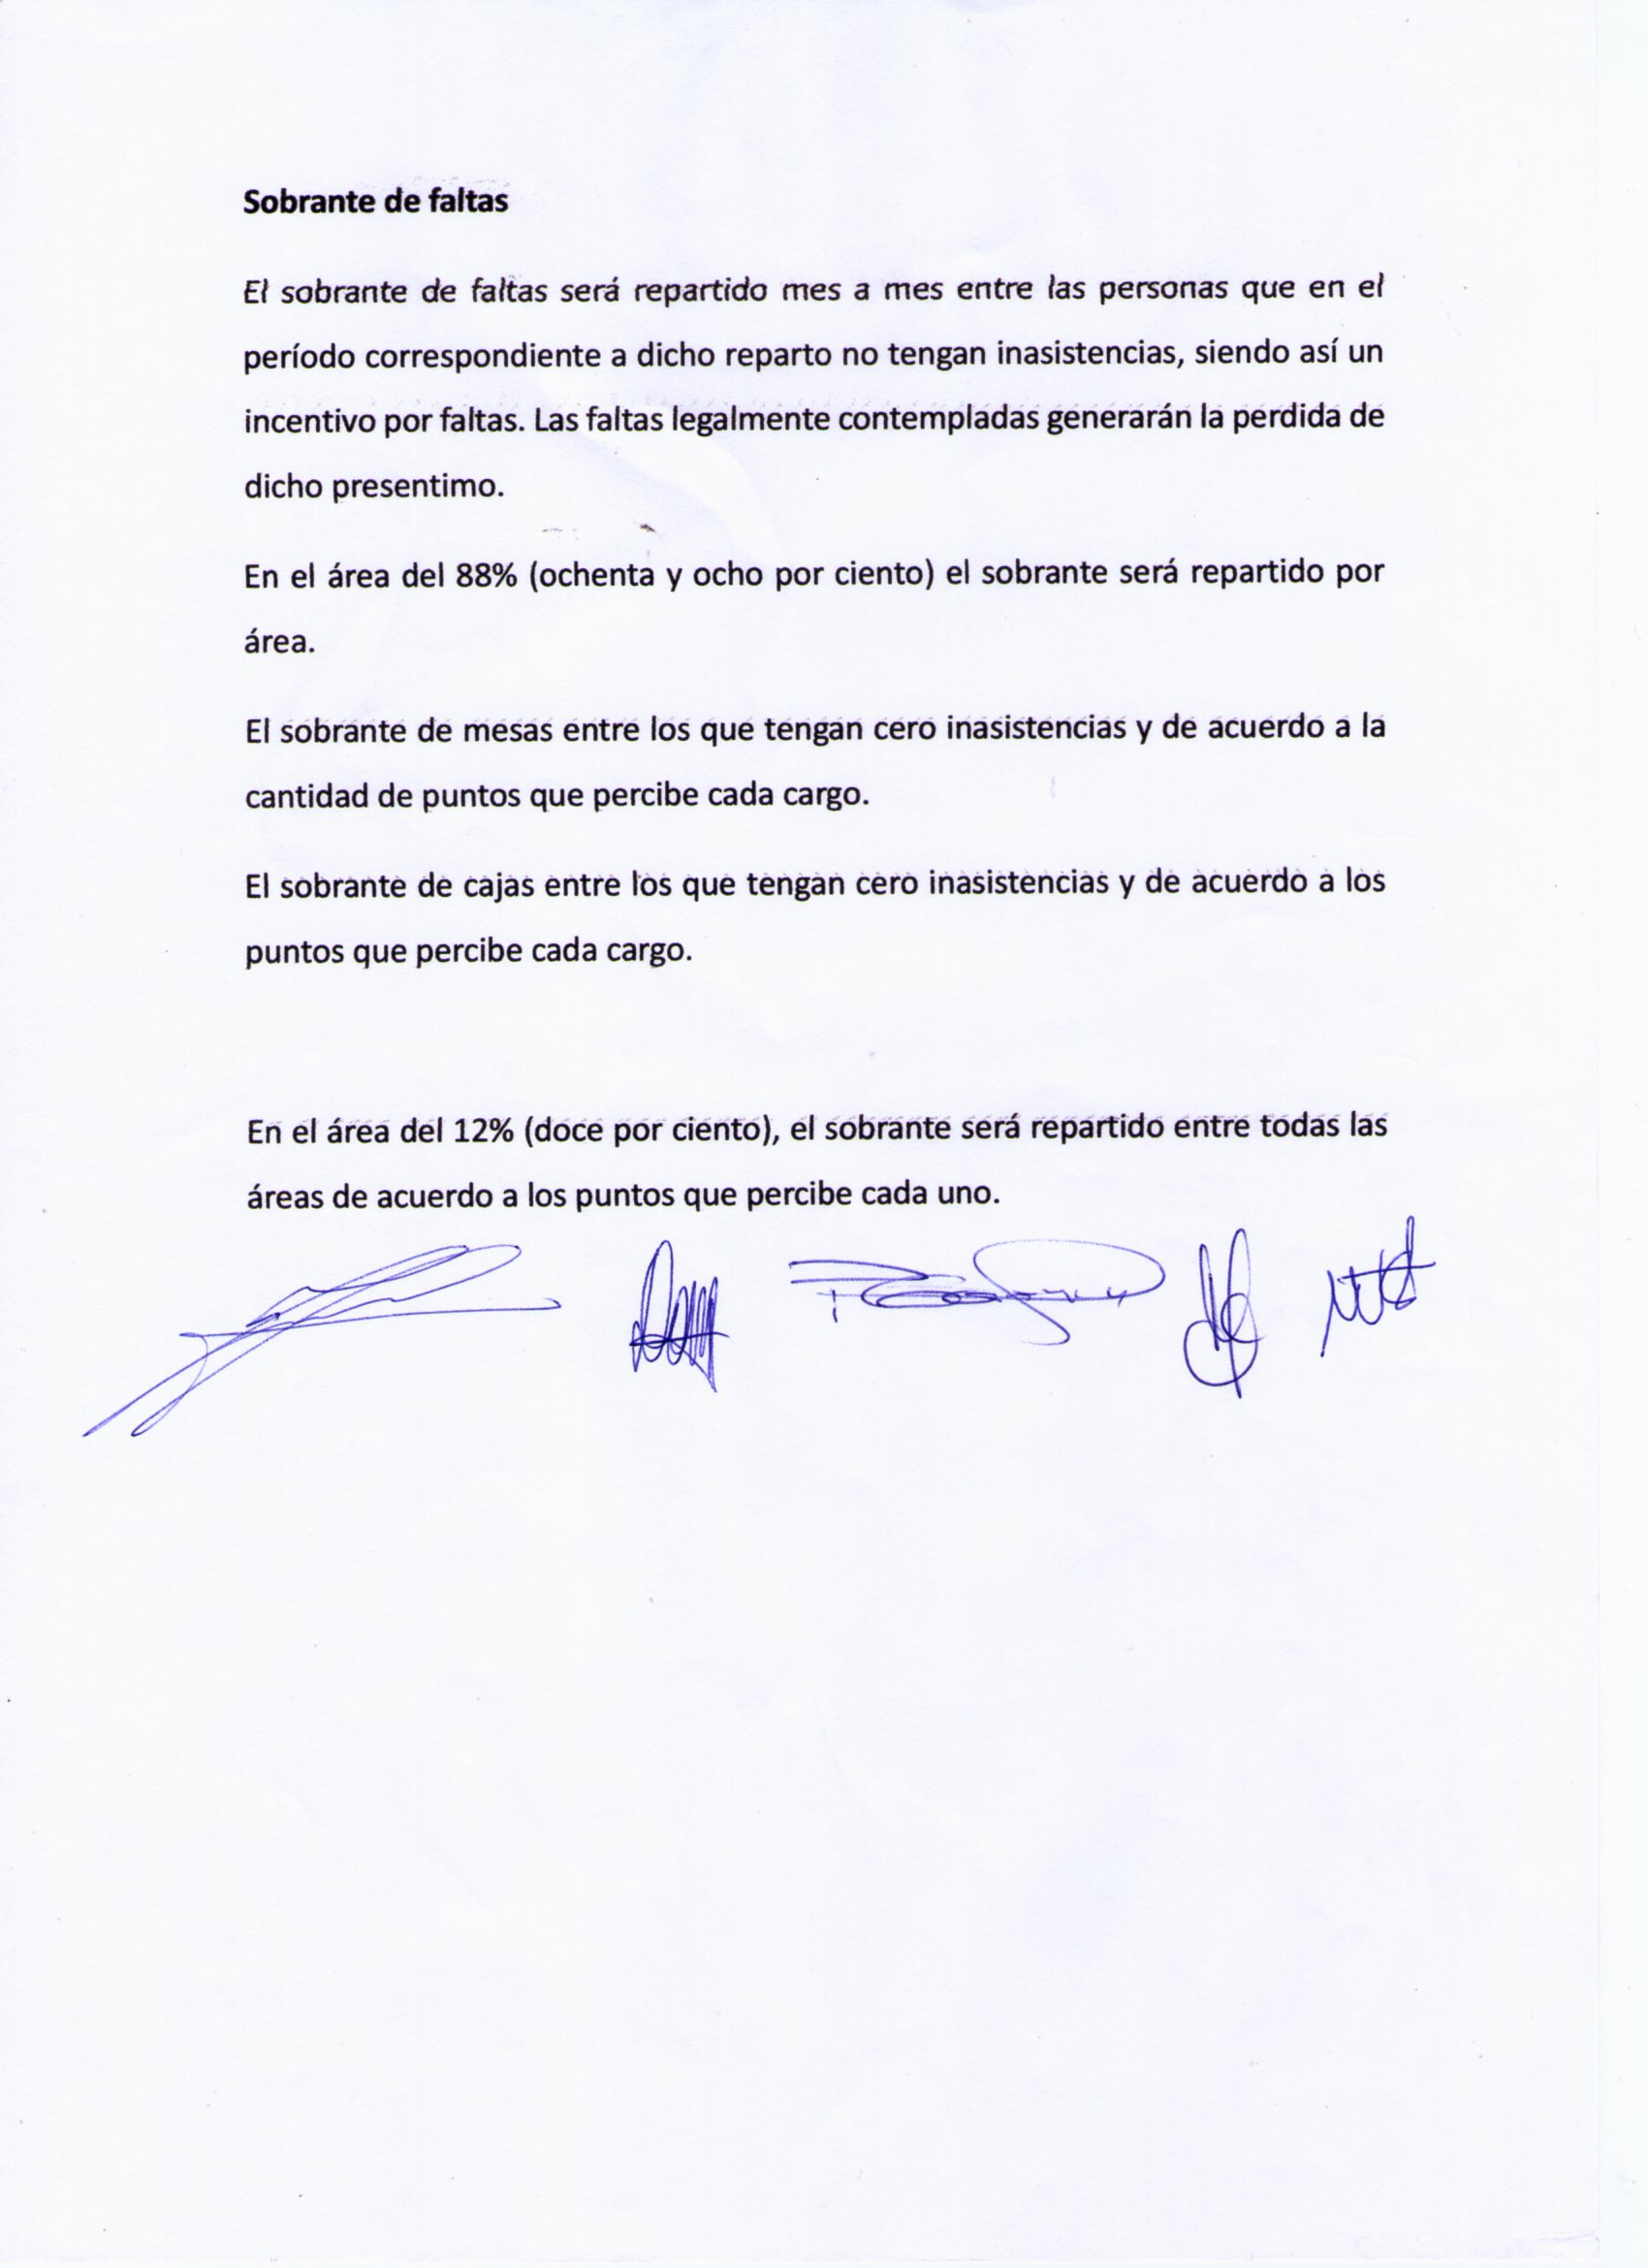 Sobrante de faltas
El sobrante de faltas será repartido mes a mes entre las personas que en el
período correspondiente a dicho reparto no tengan inasistencias, siendo así un
incentivo por faltas. Las faltas legalmente contempladas generarán la perdida de
dicho presentimo.
En el área del 88% (ochenta y ocho por ciento) el sobrante será repartido por
área.
El sobrante de mesas entre los que tengan cero inasistencias y de acuerdo a la
cantidad de puntos que percibe cada cargo.
El sobrante de cajas entre los que tengan cero inasistencias y de acuerdo a los
puntos que percibe cada cargo.
En el área del 12% (doce por ciento), el sobrante será repartido entre todas las
áreas de acuerdo a los puntos que percibe cada uno.